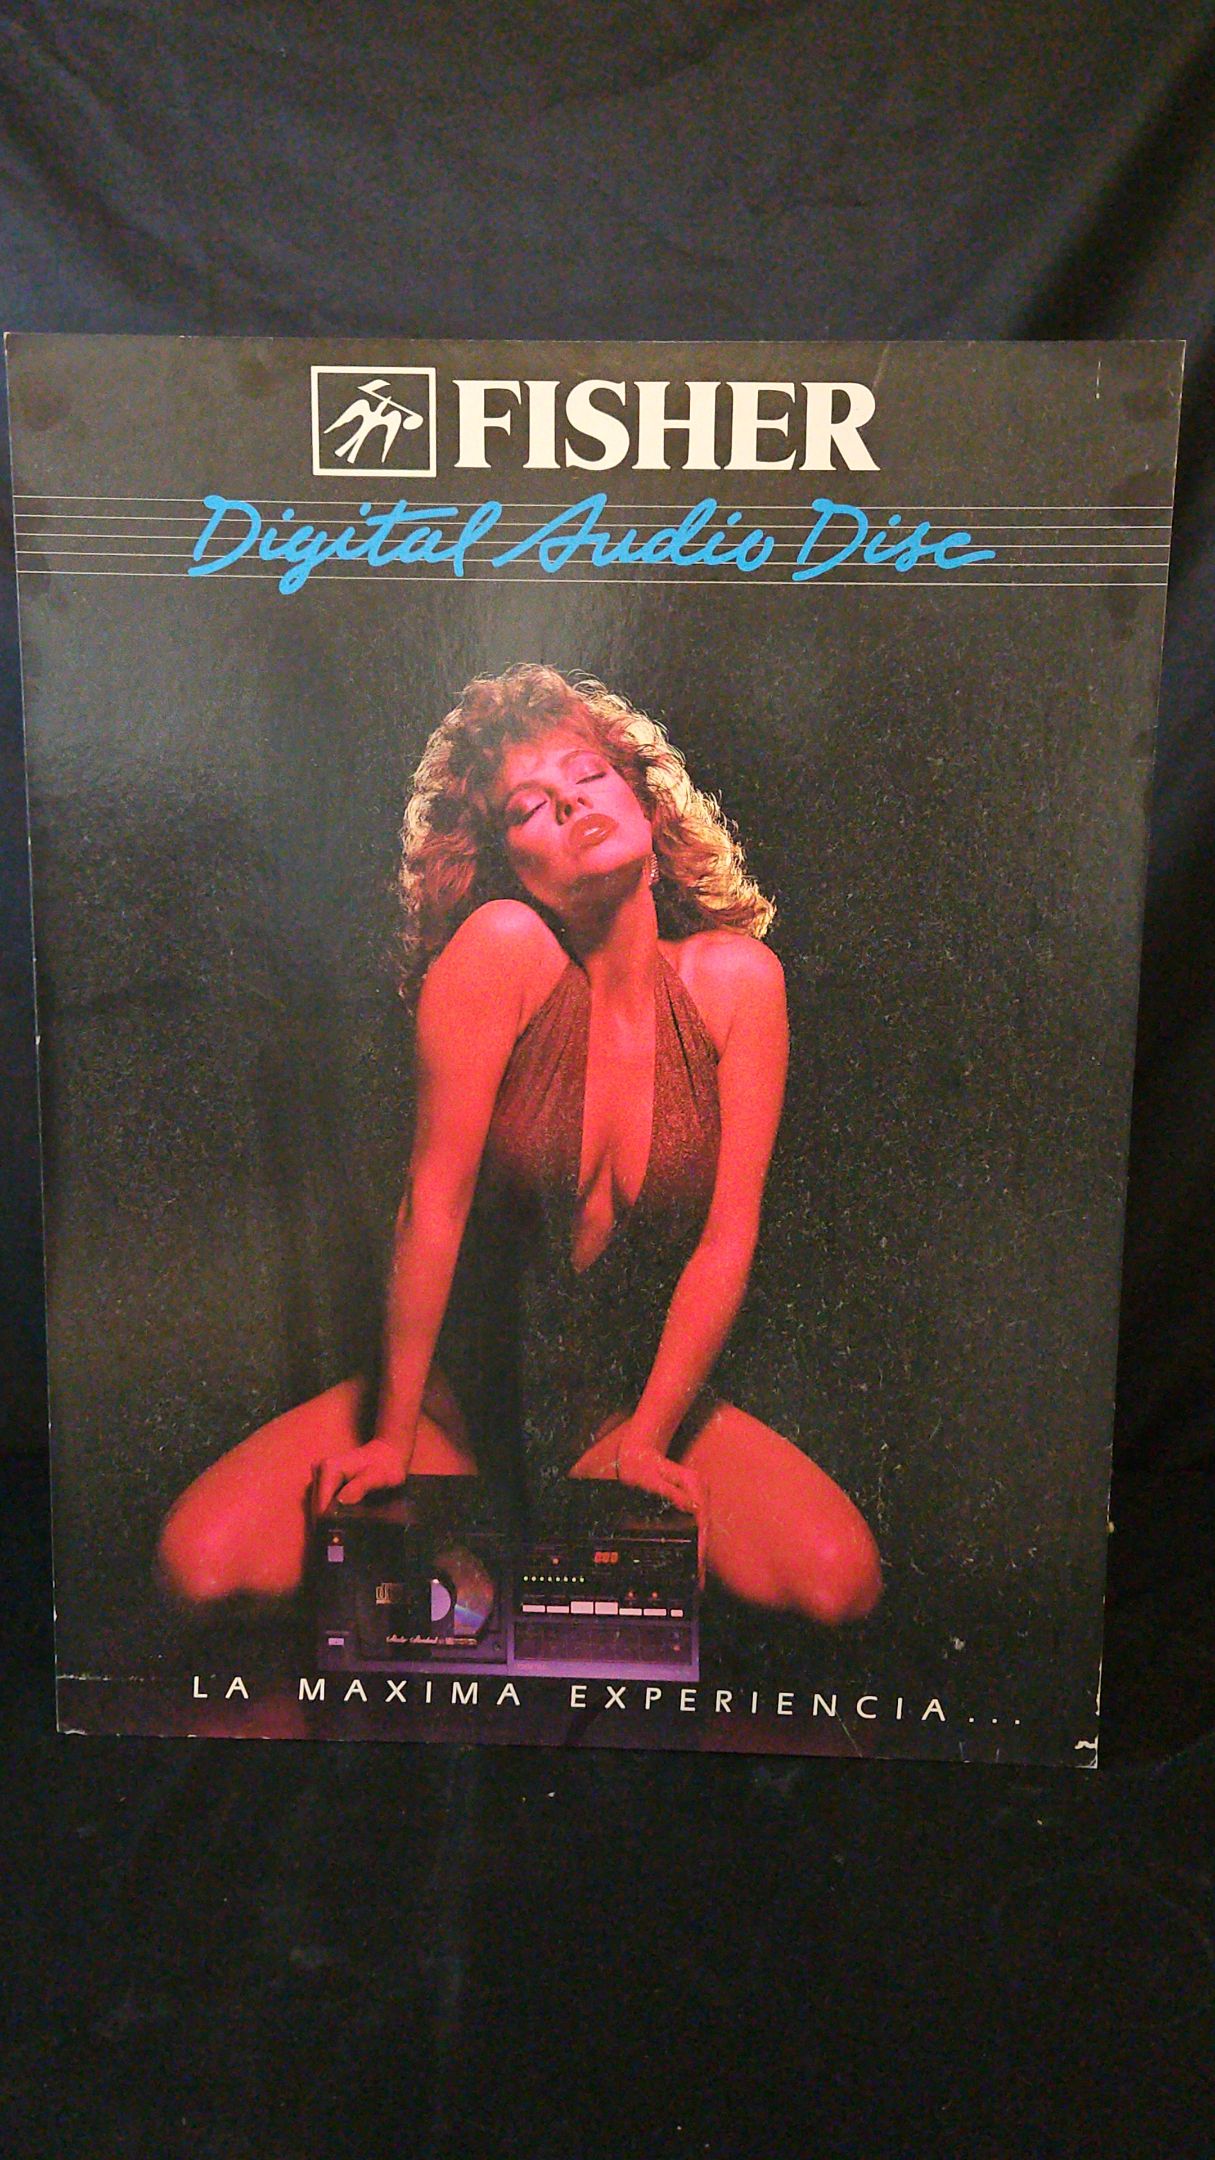 FISHER
Digital Audio Disc
LA MAXIMA EXPERIENCIA...